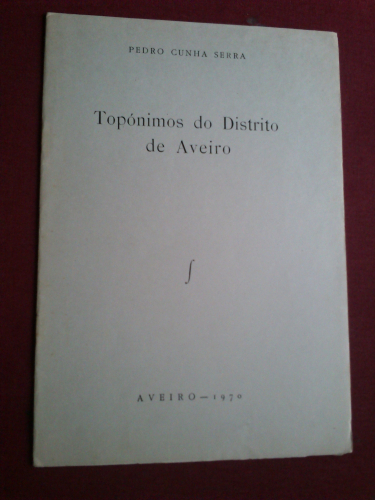 PEDRO CUNHA SERRA
Topónimos do Distrito
de Aveiro
∫
AVEIRO — 1970